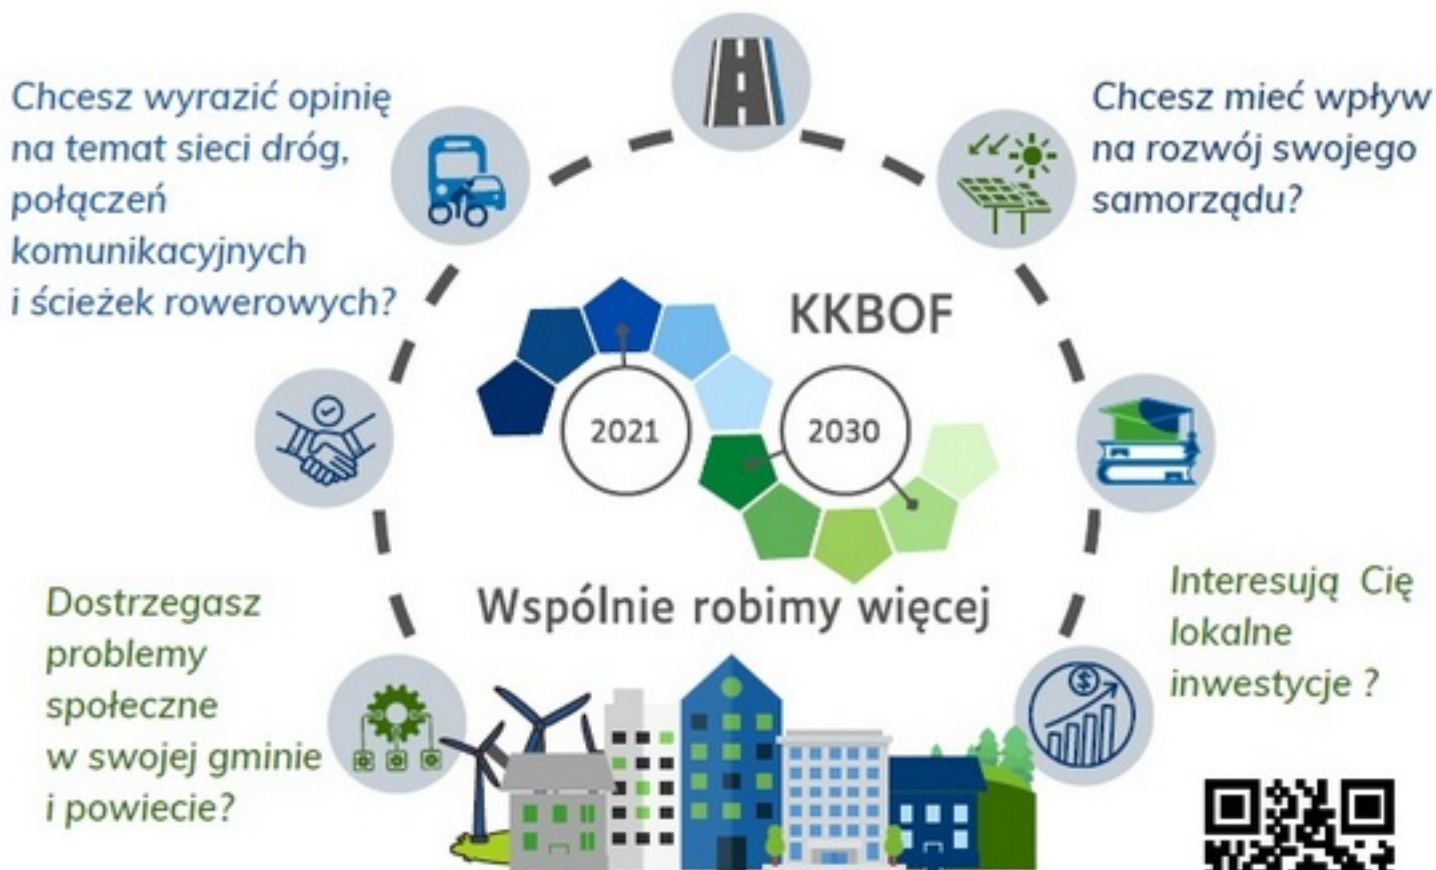 Chcesz wyrazić opinię
na temat sieci dróg,
połączeń
komunikacyjnych
i ścieżek rowerowych?
Chcesz mieć wpływ
na rozwój swojego
samorządu?
KKBOF
2021
2030
Wspólnie robimy więcej
Dostrzegasz
problemy
społeczne
w swojej gminie
i powiecie?
Interesują Cię
lokalne
inwestycje ?
$